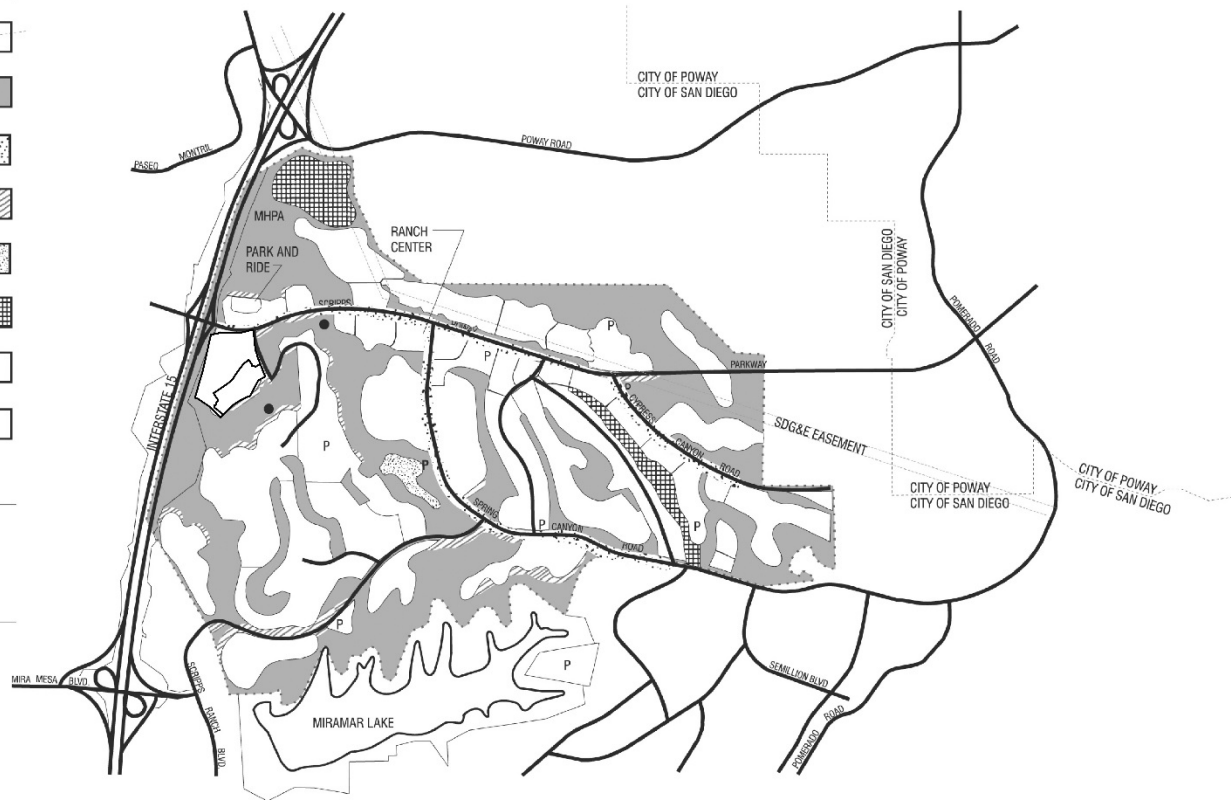 CITY OF POWAY
CITY OF SAN DIEGO
POWAY ROAD
PASEO MONTRIL
MHPA
RANCH
CENTER
PARK AND
RIDE
CITY OF SAN DIEGO
CITY OF POWAY
SCRIPPS
P
P
POMERADO ROAD
PARKWAY
INTERSTATE 15
CYPRESS CANYON ROAD
SDG&E EASEMENT
P
P
CITY OF POWAY
CITY OF SAN DIEGO
CITY OF POWAY
CITY OF SAN DIEGO
SPRING CANYON ROAD
P
P
P
P
MIRA MESA BLVD
SCRIPPS RANCH BLVD
SEMILLION BLVD
MIRAMAR LAKE
POMERADO ROAD